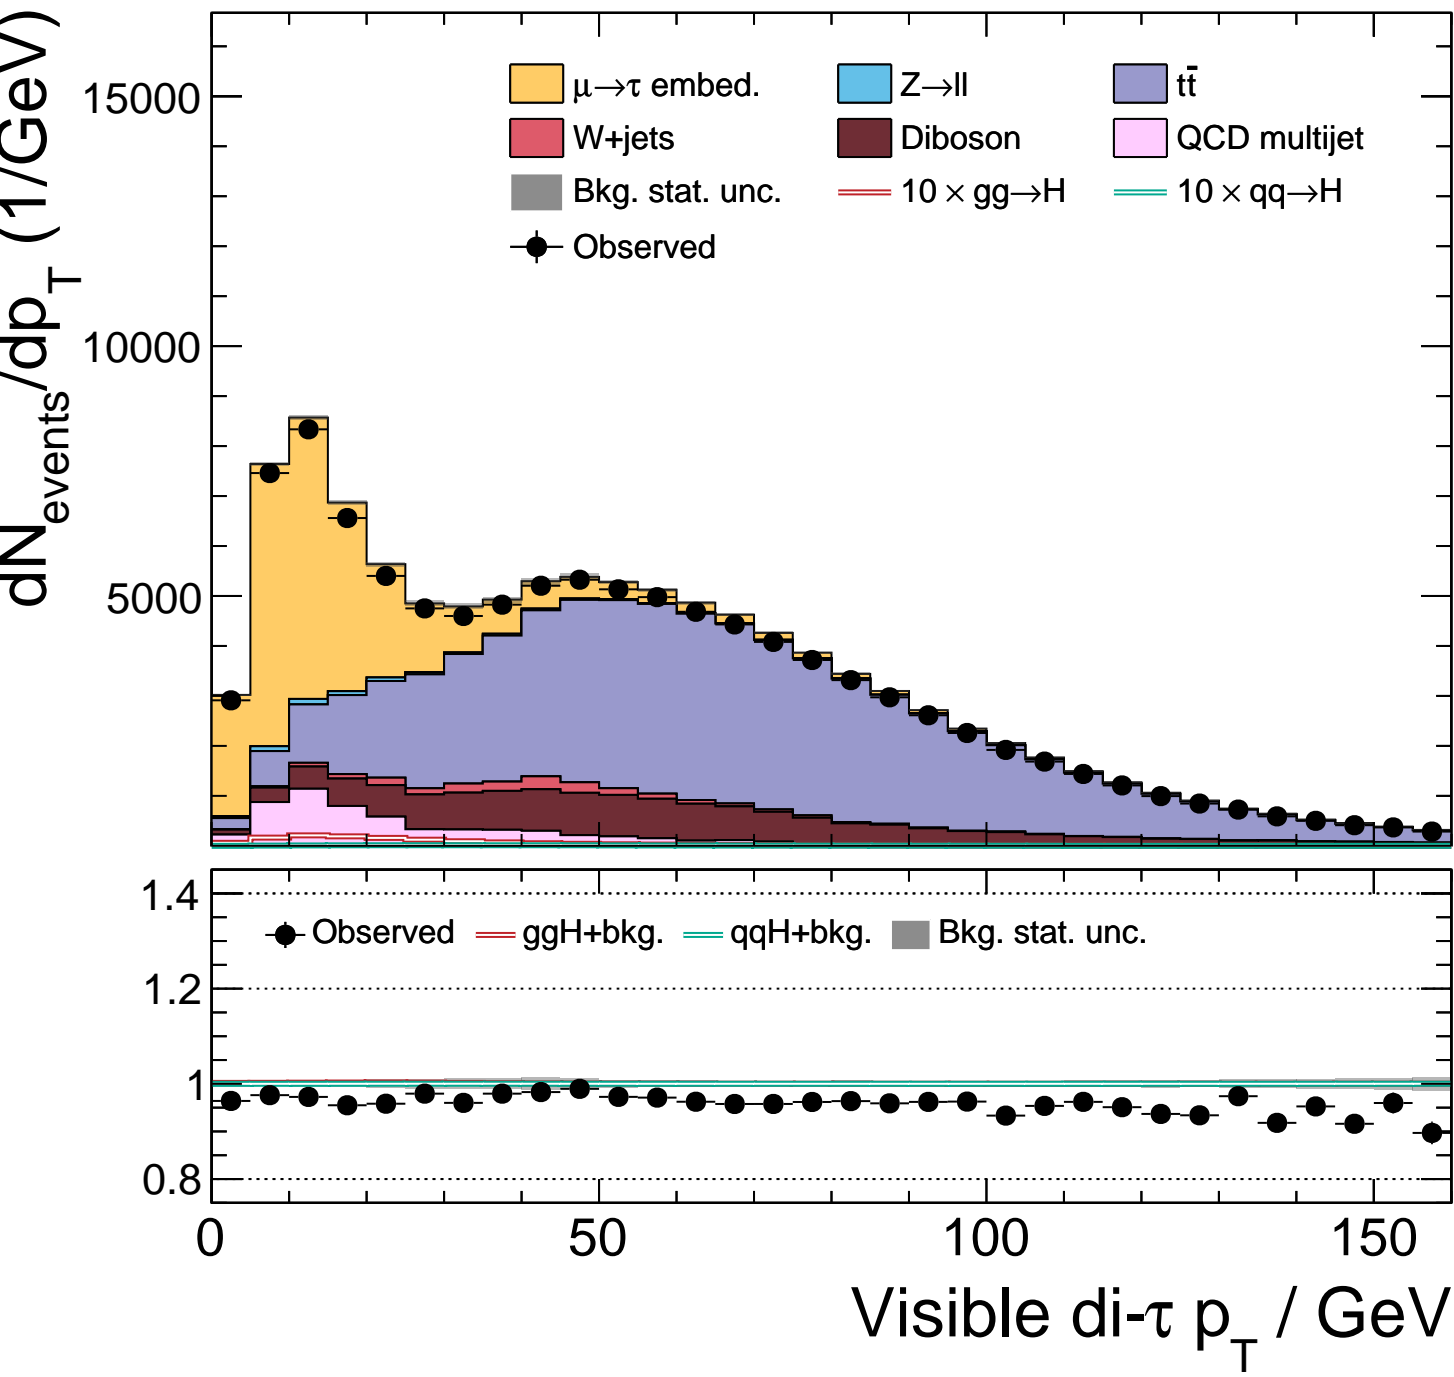 dN_events/dp_T (1/GeV)
15000
10000
5000
μ→τ embed.
Z→ll
tt̄
W+jets
Diboson
QCD multijet
Bkg. stat. unc.
10 × gg→H
10 × qq→H
Observed
1.4
1.2
1
0.8
Observed
ggH+bkg.
qqH+bkg.
Bkg. stat. unc.
0
50
100
150
Visible di-τ p_T / GeV